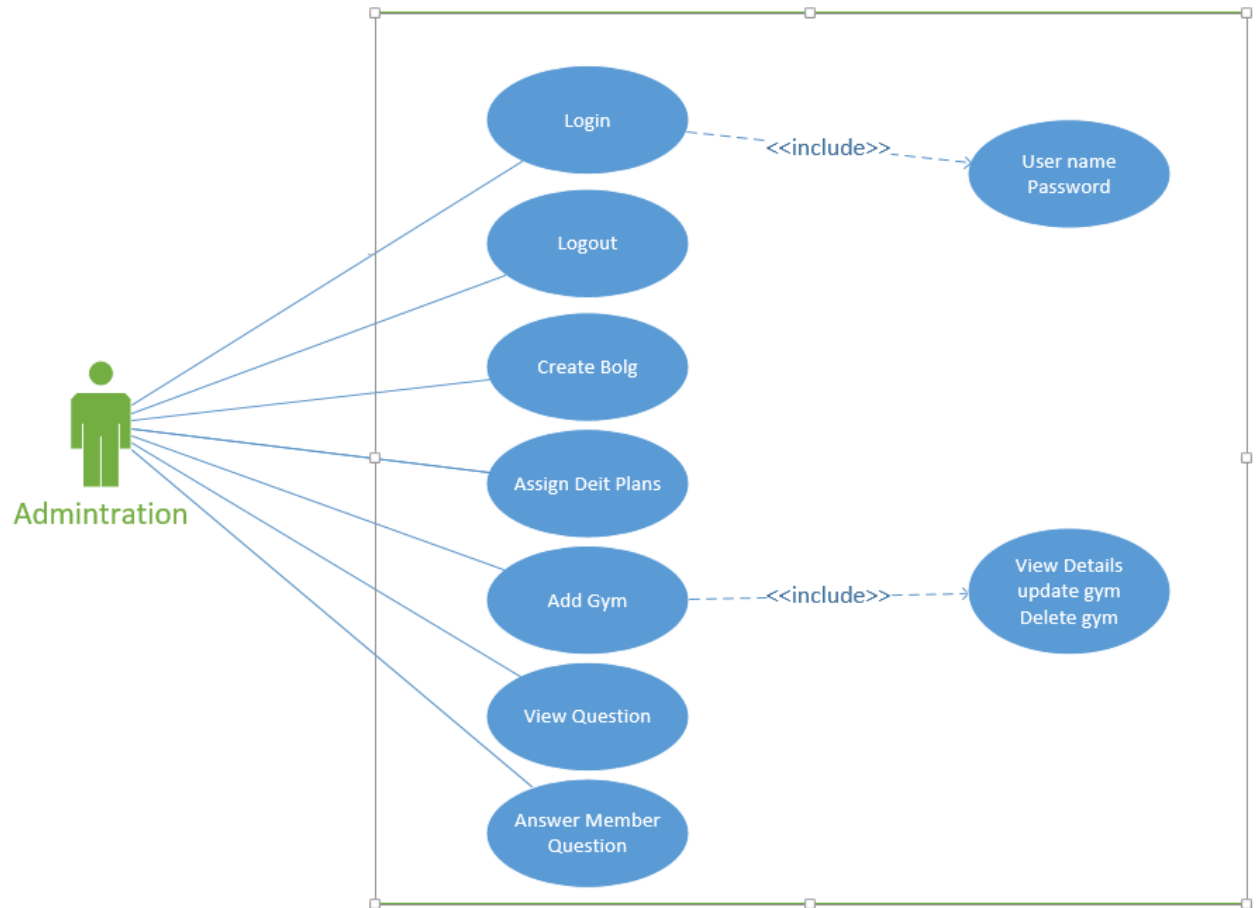 Login
<<include>>
User name
Password
Logout
Create Bolg
Assign Deit Plans
Admintration
Add Gym
<<include>>
View Details
update gym
Delete gym
View Question
Answer Member
Question